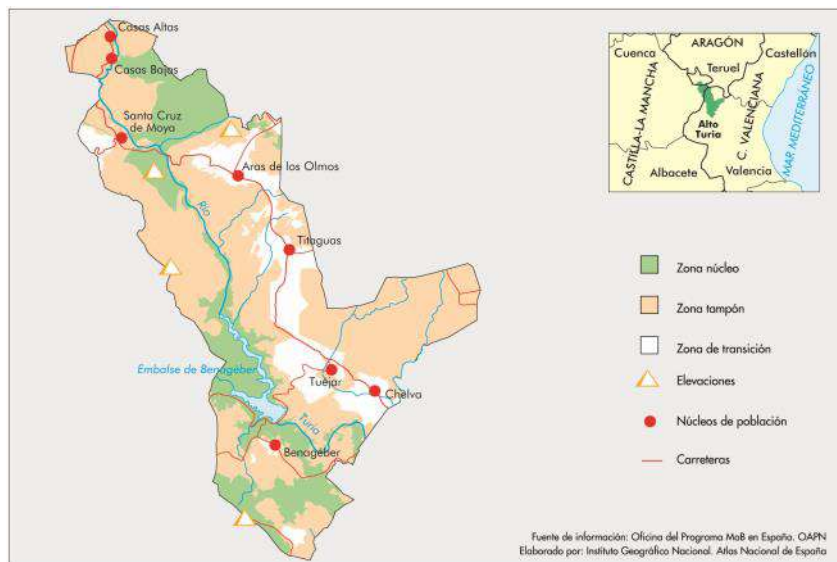 Casas Altas
Casas Bajas
Santa Cruz
de Moya
Aras de los Olmos
Río
Titaguas
Embalse de Benagéber
Tuéjar
Chelva
Turia
Benagéber
Cuenca
ARAGÓN
Teruel
Castellón
CASTILLA-LA MANCHA
Alto
Turia
C. VALENCIANA
MAR MEDITERRÁNEO
Albacete
Valencia
Zona núcleo
Zona tampón
Zona de transición
Elevaciones
Núcleos de población
Carreteras
Fuente de información: Oficina del Programa MaB en España. OAPN
Elaborado por: Instituto Geográfico Nacional. Atlas Nacional de España